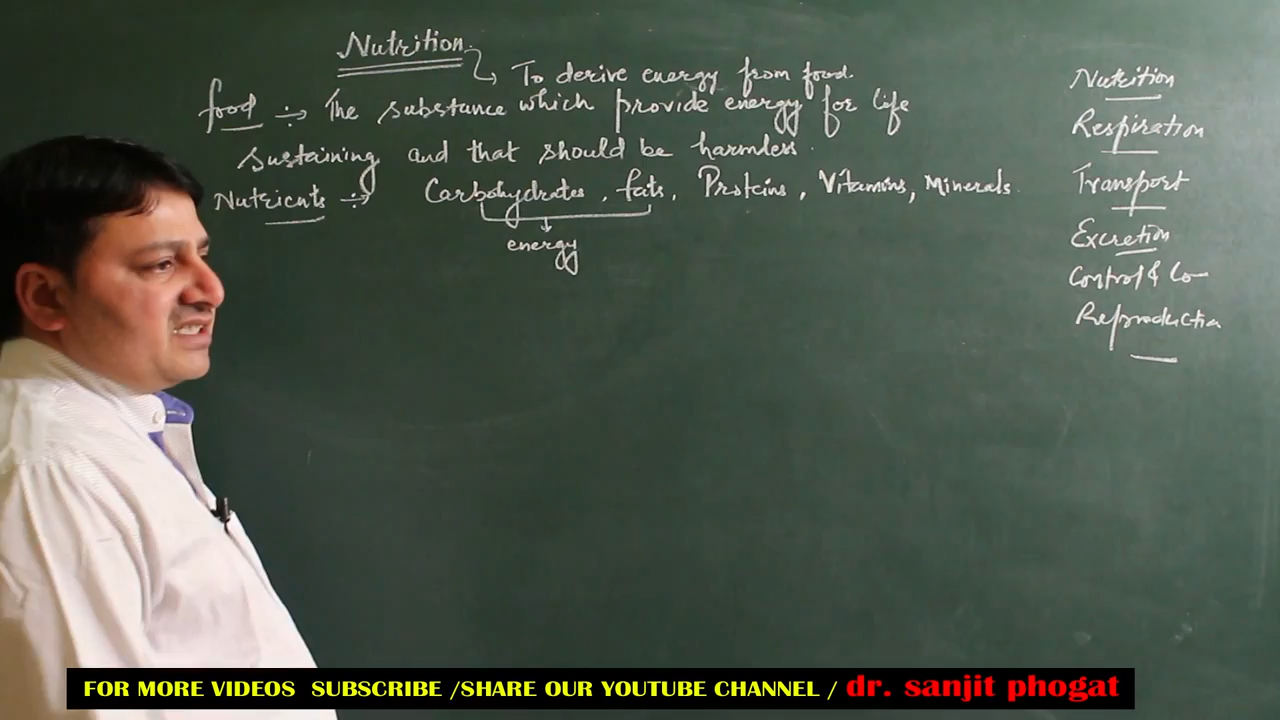 Nutrition
To derive energy from food.
food ÷ The substance which provide energy for life
sustaining and that should be harmless.
Nutrients ÷ Carbohydrates, fats, Proteins, Vitamins, Minerals.
energy
Nutrition
Respiration
Transport
Excretion
Control & Co-
Reproduction
FOR MORE VIDEOS SUBSCRIBE /SHARE OUR YOUTUBE CHANNEL / dr. sanjit phogat